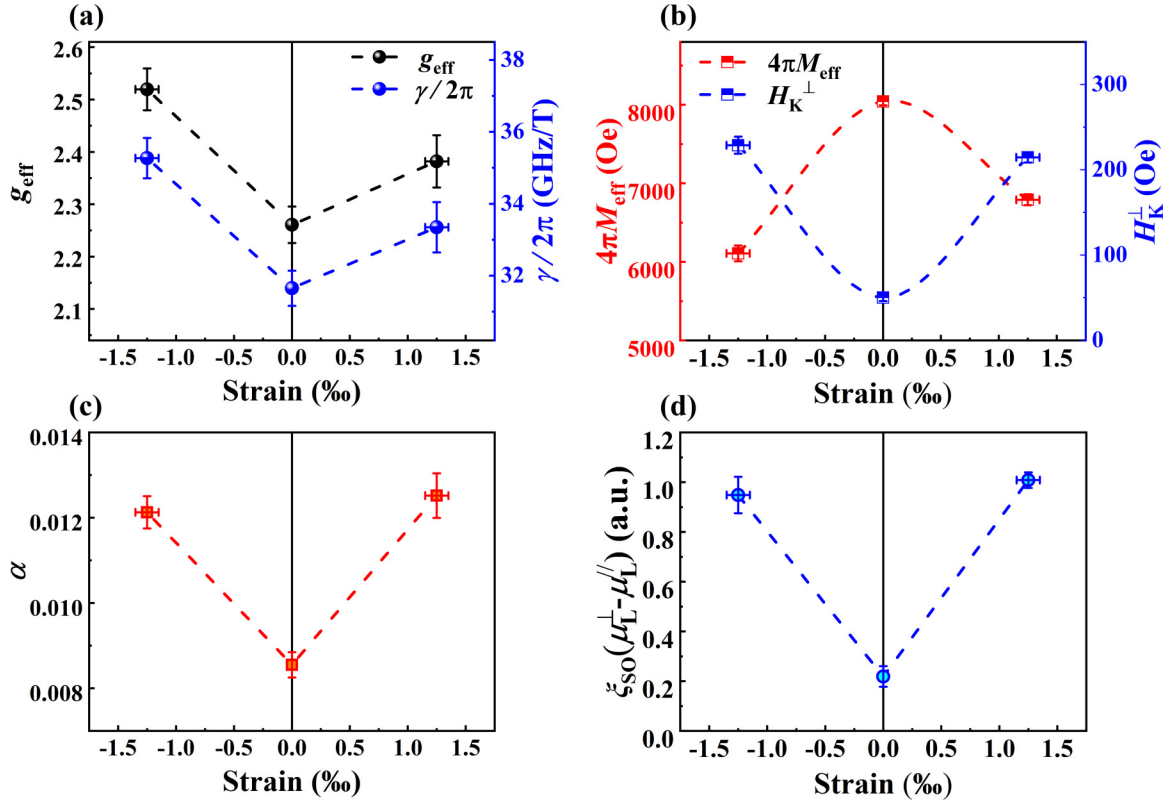 (a)
2.6
2.5
2.4
2.3
2.2
2.1
g_eff
g_eff
γ/2π
38
36
34
32
γ/2π (GHz/T)
-1.5 -1.0 -0.5 0.0 0.5 1.0 1.5
Strain (‰)
(b)
8000
7000
6000
5000
4πM_eff (Oe)
4πM_eff
H_K^⊥
300
200
100
0
H_K^⊥ (Oe)
-1.5 -1.0 -0.5 0.0 0.5 1.0 1.5
Strain (‰)
(c)
0.014
0.012
0.010
0.008
α
-1.5 -1.0 -0.5 0.0 0.5 1.0 1.5
Strain (‰)
(d)
1.2
1.0
0.8
0.6
0.4
0.2
0.0
ξ_SO(μ_L^⊥-μ_L^//) (a.u.)
-1.5 -1.0 -0.5 0.0 0.5 1.0 1.5
Strain (‰)